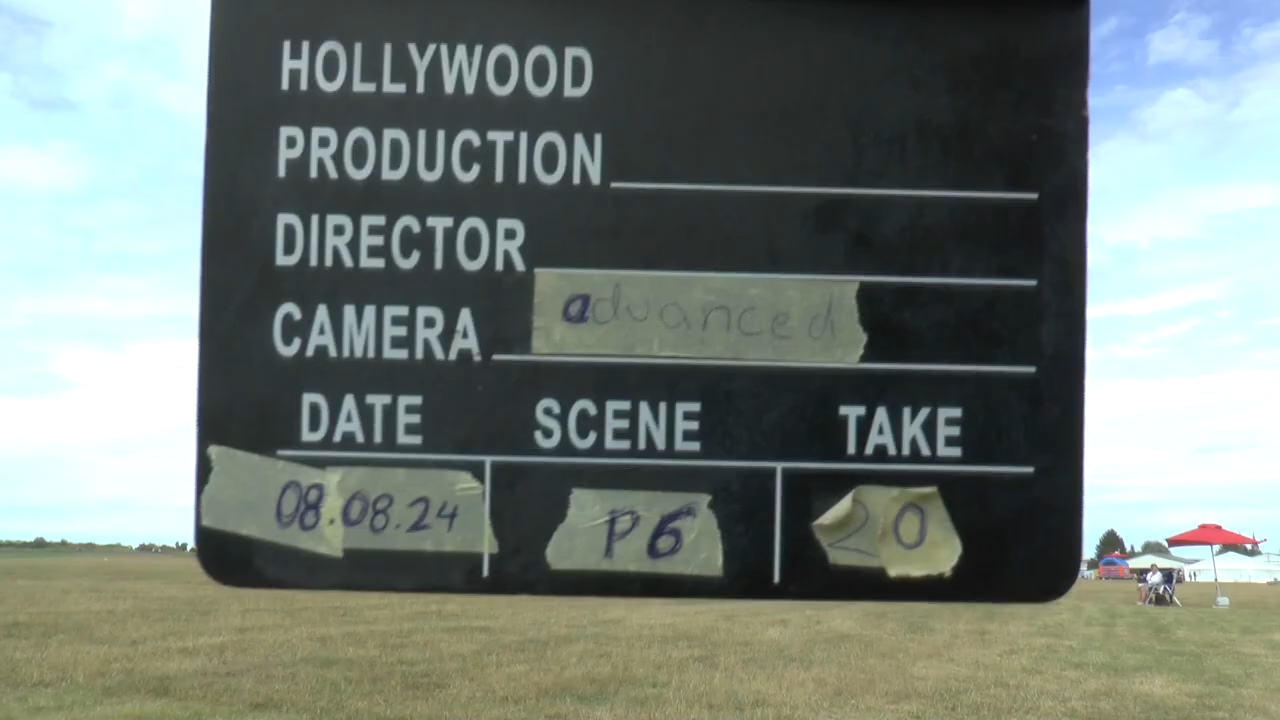 HOLLYWOOD
PRODUCTION
DIRECTOR
CAMERA advanced
DATE SCENE TAKE
08.08.24 P6 20